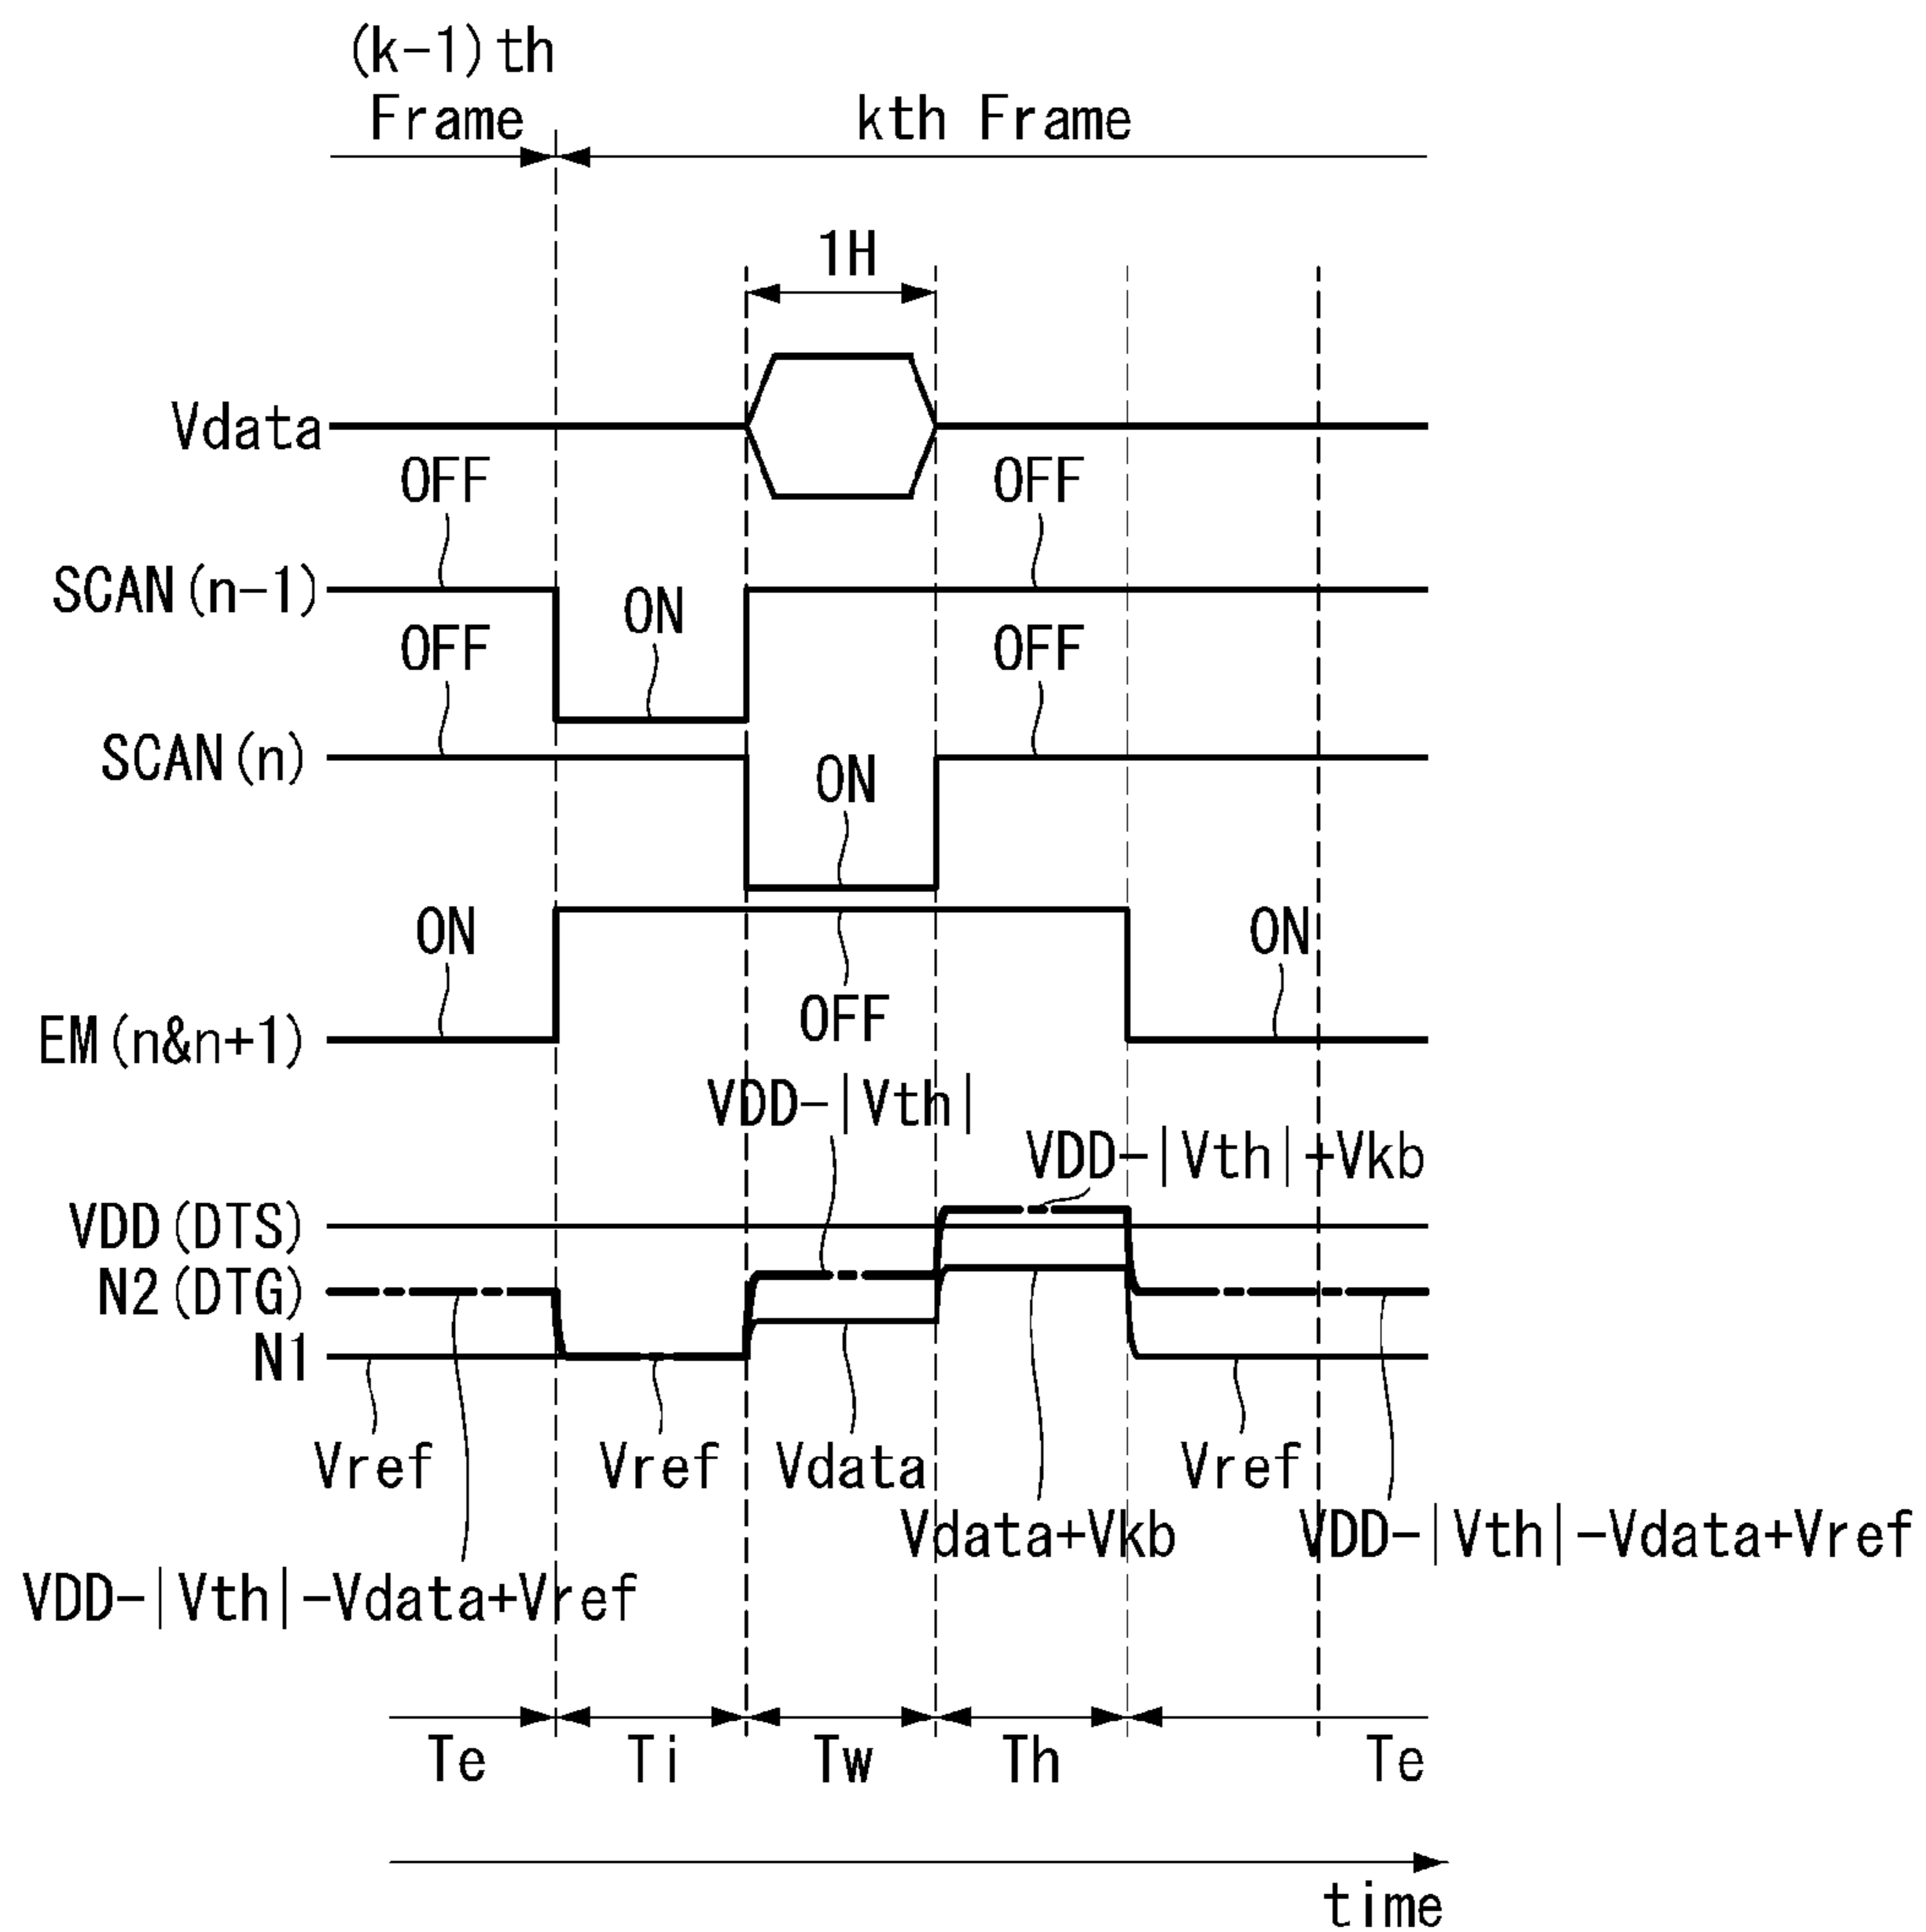 (k-1)th
Frame
kth Frame
1H
Vdata
OFF
OFF
SCAN(n-1)
ON
OFF
OFF
SCAN(n)
ON
ON
ON
OFF
EM(n&n+1)
VDD-|Vth|
VDD-|Vth|+Vkb
VDD(DTS)
N2(DTG)
N1
Vref
Vref
Vdata
Vref
Vdata+Vkb
VDD-|Vth|-Vdata+Vref
VDD-|Vth|-Vdata+Vref
Te
Ti
Tw
Th
Te
time